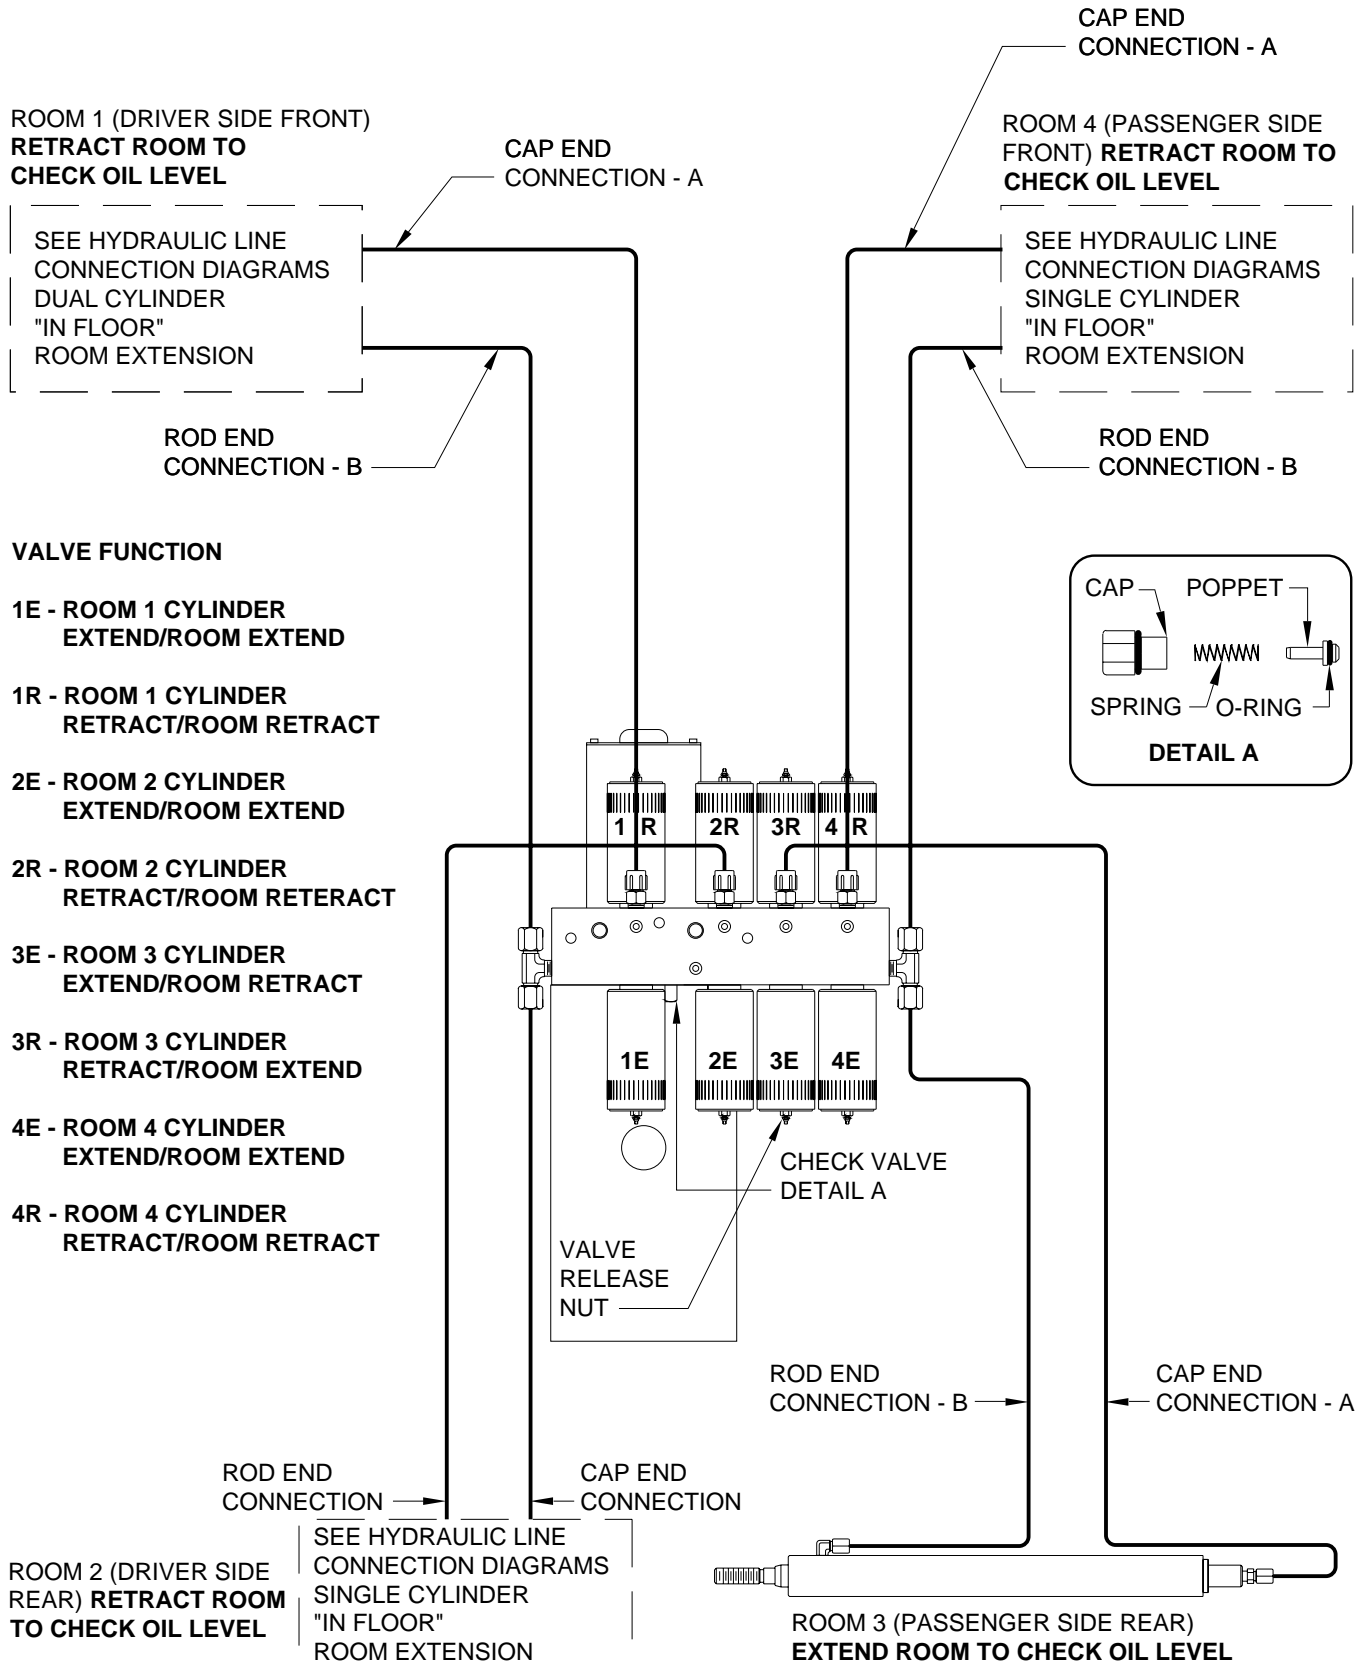 CAP END
CONNECTION - A
ROOM 1 (DRIVER SIDE FRONT)
RETRACT ROOM TO
CHECK OIL LEVEL
CAP END
CONNECTION - A
ROOM 4 (PASSENGER SIDE
FRONT) RETRACT ROOM TO
CHECK OIL LEVEL
SEE HYDRAULIC LINE
CONNECTION DIAGRAMS
DUAL CYLINDER
"IN FLOOR"
ROOM EXTENSION
SEE HYDRAULIC LINE
CONNECTION DIAGRAMS
SINGLE CYLINDER
"IN FLOOR"
ROOM EXTENSION
ROD END
CONNECTION - B
ROD END
CONNECTION - B
VALVE FUNCTION
1E - ROOM 1 CYLINDER
EXTEND/ROOM EXTEND
1R - ROOM 1 CYLINDER
RETRACT/ROOM RETRACT
2E - ROOM 2 CYLINDER
EXTEND/ROOM EXTEND
2R - ROOM 2 CYLINDER
RETRACT/ROOM RETERACT
3E - ROOM 3 CYLINDER
EXTEND/ROOM RETRACT
3R - ROOM 3 CYLINDER
RETRACT/ROOM EXTEND
4E - ROOM 4 CYLINDER
EXTEND/ROOM EXTEND
4R - ROOM 4 CYLINDER
RETRACT/ROOM RETRACT
CAP POPPET
SPRING O-RING
DETAIL A
1 R 2R 3R 4 R
1E 2E 3E 4E
CHECK VALVE
DETAIL A
VALVE
RELEASE
NUT
ROD END
CONNECTION - B
CAP END
CONNECTION - A
ROD END
CONNECTION
CAP END
CONNECTION
ROOM 2 (DRIVER SIDE
REAR) RETRACT ROOM
TO CHECK OIL LEVEL
SEE HYDRAULIC LINE
CONNECTION DIAGRAMS
SINGLE CYLINDER
"IN FLOOR"
ROOM EXTENSION
ROOM 3 (PASSENGER SIDE REAR)
EXTEND ROOM TO CHECK OIL LEVEL